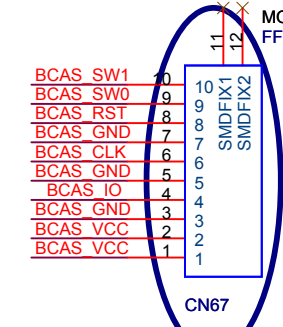 MO
FF
11 12
SMDFIX1 SMDFIX2
BCAS_SW1 10 10
BCAS_SW0 9 9
BCAS_RST 8 8
BCAS_GND 7 7
BCAS_CLK 6 6
BCAS_GND 5 5
BCAS_IO 4 4
BCAS_GND 3 3
BCAS_VCC 2 2
BCAS_VCC 1 1
CN67